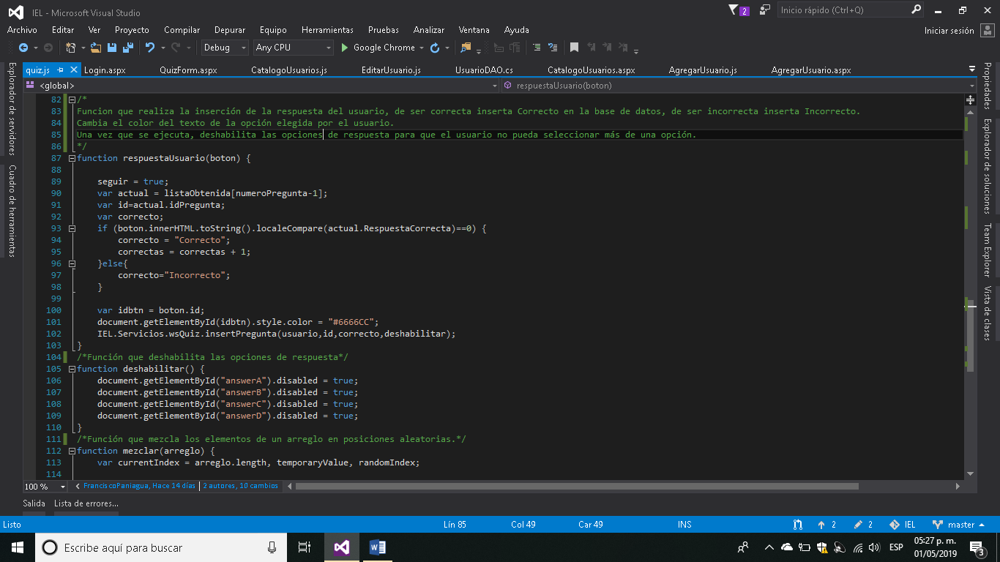 IEL - Microsoft Visual Studio
2
Inicio rápido (Ctrl+Q)
Archivo Editar Ver Proyecto Compilar Depurar Equipo Herramientas Pruebas Analizar Ventana Ayuda
Iniciar sesión
Debug Any CPU Google Chrome
quiz.js Login.aspx QuizForm.aspx CatalogoUsuarios.js EditarUsuario.js UsuarioDAO.cs CatalogoUsuarios.aspx AgregarUsuario.js AgregarUsuario.aspx
<global> respuestaUsuario(boton)
Explorador de servidores
Cuadro de herramientas
82 /*
83 Funcion que realiza la inserción de la respuesta del usuario, de ser correcta inserta Correcto en la base de datos, de ser incorrecta inserta Incorrecto.
84 Cambia el color del texto de la opción elegida por el usuario.
85 Una vez que se ejecuta, deshabilita las opciones de respuesta para que el usuario no pueda seleccionar más de una opción.
86 */
87 function respuestaUsuario(boton) {
88
89 seguir = true;
90 var actual = listaObtenida[numeroPregunta-1];
91 var id=actual.idPregunta;
92 var correcto;
93 if (boton.innerHTML.toString().localeCompare(actual.RespuestaCorrecta)==0) {
94 correcto = "Correcto";
95 correctas = correctas + 1;
96 }else{
97 correcto="Incorrecto";
98 }
99
100 var idbtn = boton.id;
101 document.getElementById(idbtn).style.color = "#6666CC";
102 IEL.Servicios.wsQuiz.insertPregunta(usuario,id,correcto,deshabilitar);
103 }
104 /*Función que deshabilita las opciones de respuesta*/
105 function deshabilitar() {
106 document.getElementById("answerA").disabled = true;
107 document.getElementById("answerB").disabled = true;
108 document.getElementById("answerC").disabled = true;
109 document.getElementById("answerD").disabled = true;
110 }
111 /*Función que mezcla los elementos de un arreglo en posiciones aleatorias.*/
112 function mezclar(arreglo) {
113 var currentIndex = arreglo.length, temporaryValue, randomIndex;
114
Propiedades
Explorador de soluciones
Team Explorer
Vista de clases
100 % FranciscoPaniagua, Hace 14 días | 2 autores, 10 cambios
Salida Lista de errores...
Listo Lín 85 Col 49 Car 49 INS 2 2 IEL master
Escribe aquí para buscar
ESP
05:27 p. m.
01/05/2019
3